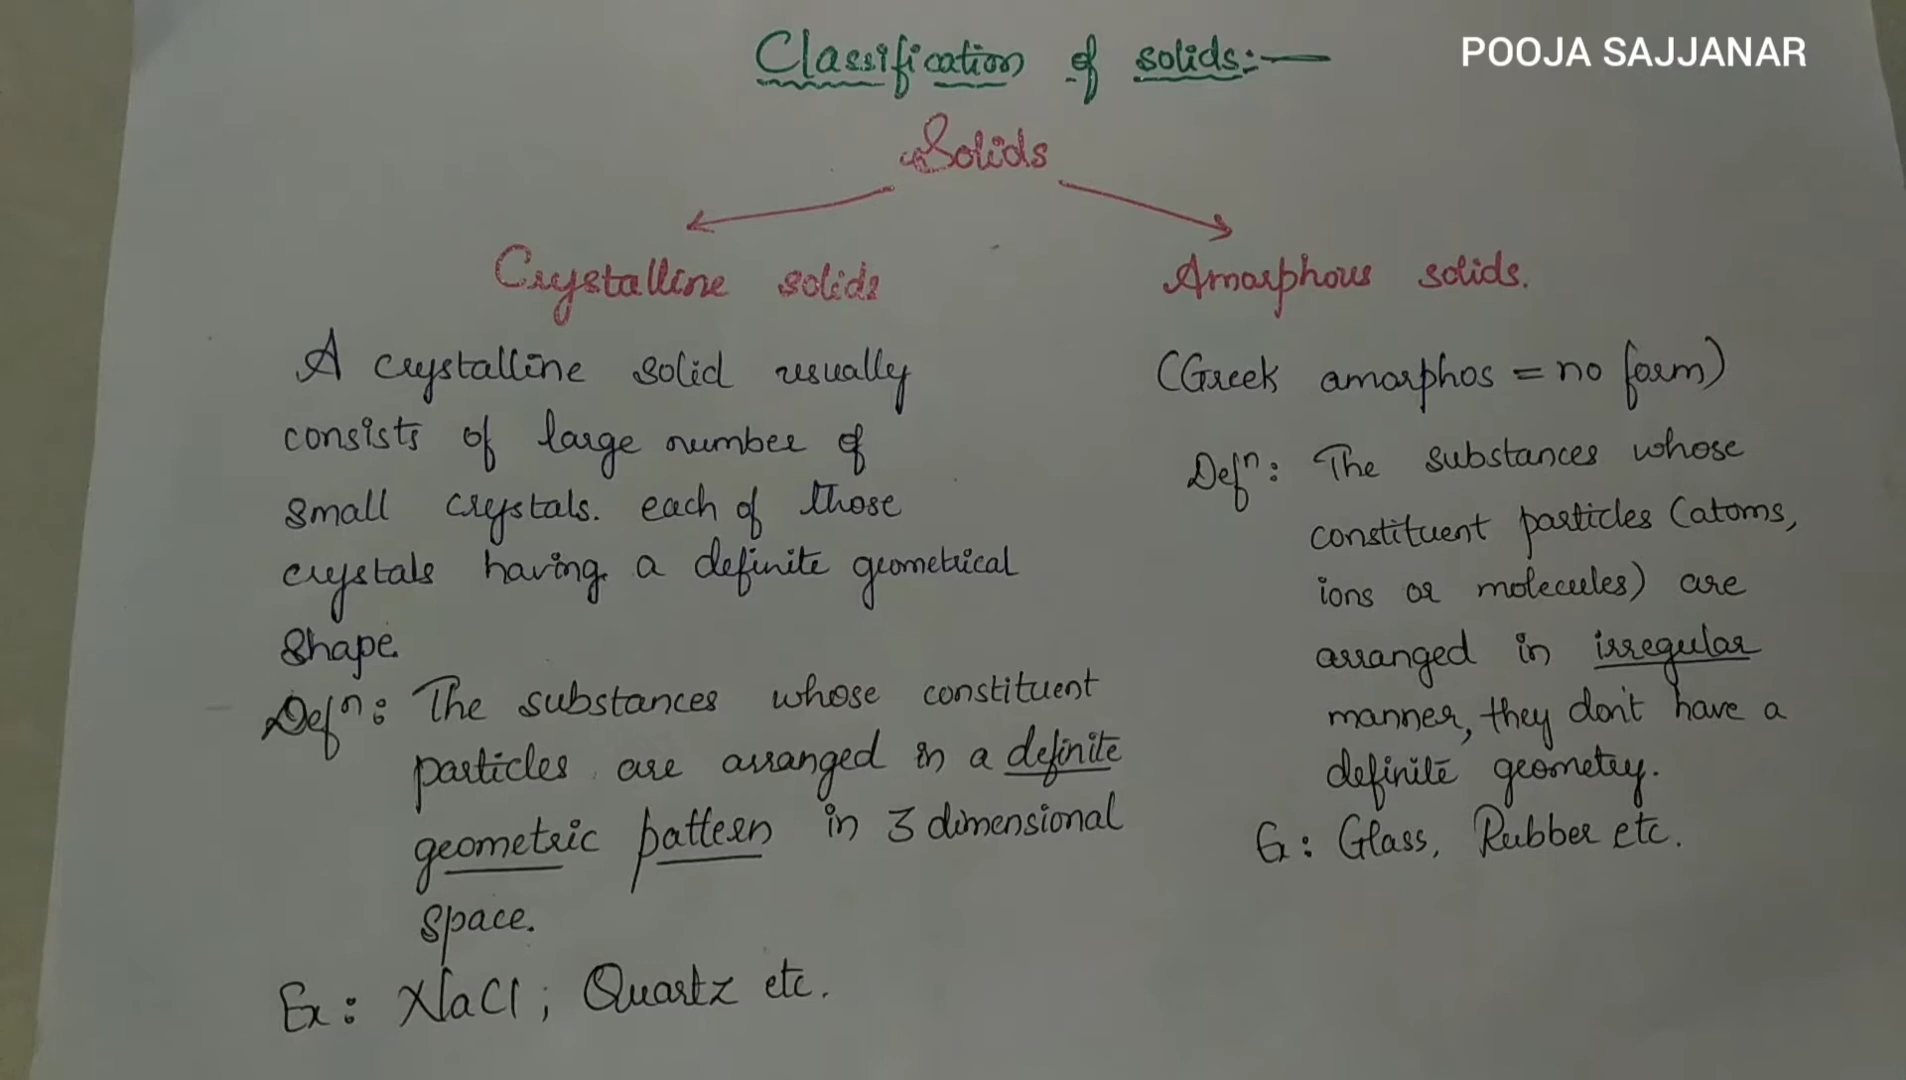 POOJA SAJJANAR
Classification of solids:—
Solids
Crystalline solids
A crystalline solid usually
consists of large number of
small crystals. each of those
crystals having a definite geometrical
shape.
Defn: The substances whose constituent
particles are arranged in a definite
geometric pattern in 3 dimensional
space.
Ex: NaCl; Quartz etc.
Amorphous solids.
(Greek amorphos = no form)
Defn: The substances whose
constituent particles (atoms,
ions or molecules) are
arranged in irregular
manner, they don't have a
definite geometry.
Ex: Glass, Rubber etc.